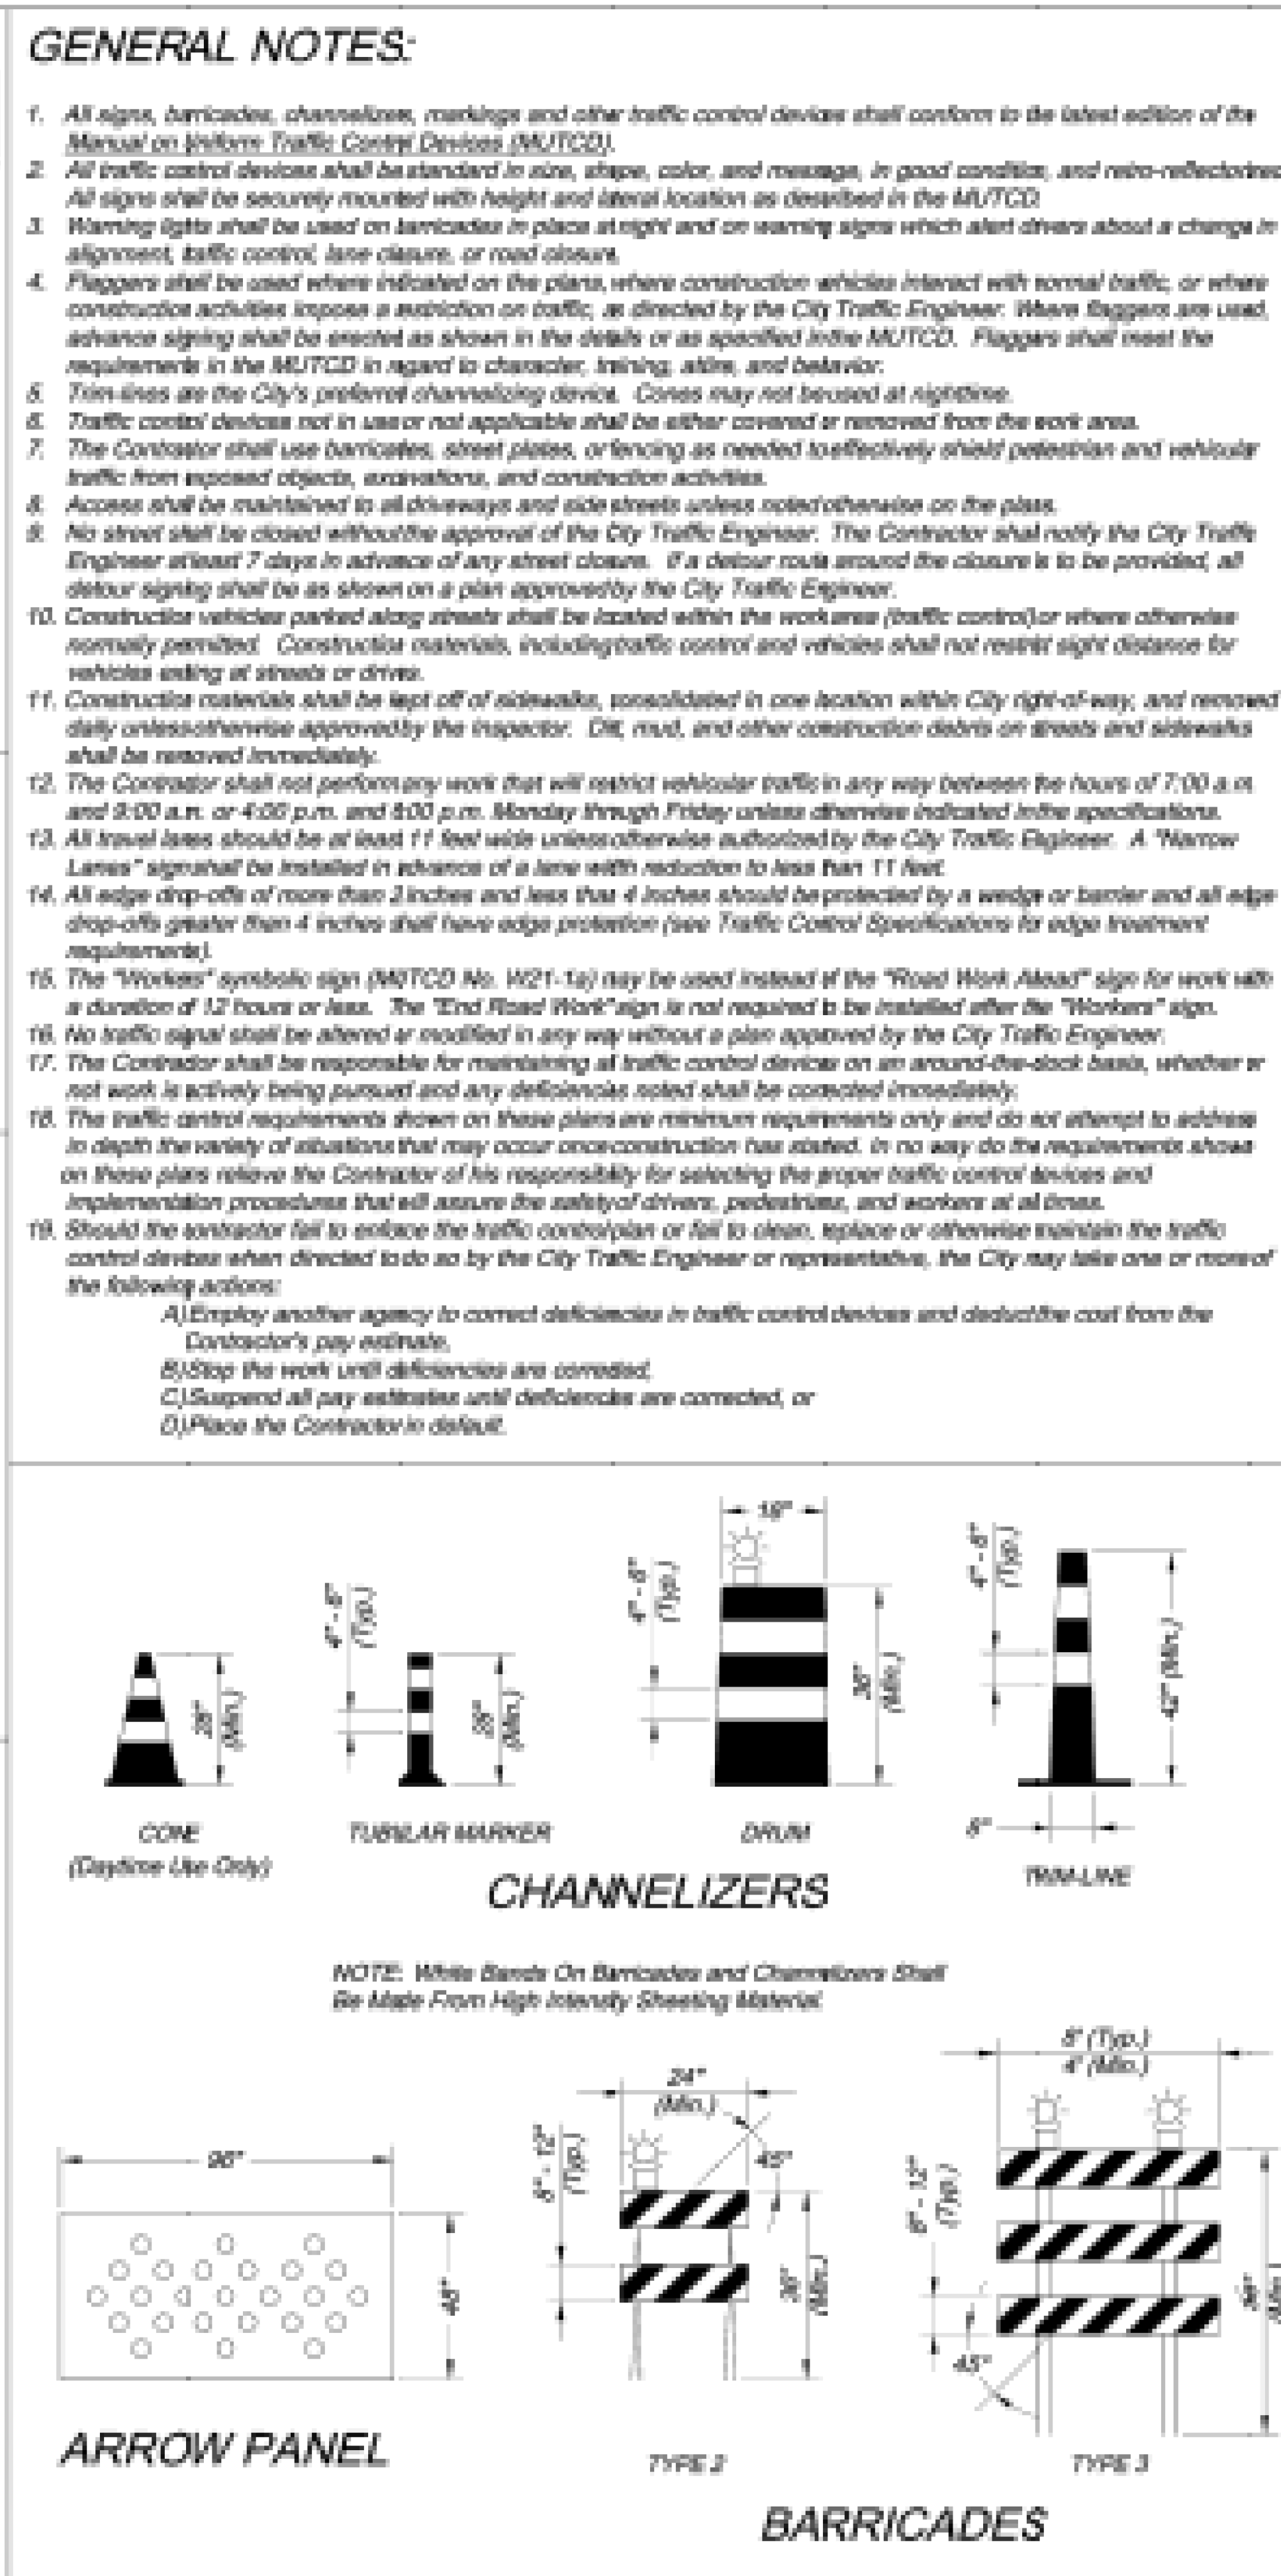 GENERAL NOTES:
1. All signs, barricades, channelizers, markings and other traffic control devices shall conform to the latest edition of the
Manual on Uniform Traffic Control Devices (MUTCD).
2. All traffic control devices shall be standard in size, shape, color, and message, in good condition, and retro-reflectorized.
All signs shall be securely mounted with height and lateral location as described in the MUTCD.
3. Warning lights shall be used on barricades in place at night and on warning signs which alert drivers about a change in
alignment, traffic control, lane closure, or road closure.
4. Flaggers shall be used where indicated on the plans, where construction vehicles interact with normal traffic, or where
construction activities impose a restriction on traffic, as directed by the City Traffic Engineer. Where flaggers are used,
advance signing shall be erected as shown in the details or as specified in the MUTCD. Flaggers shall meet the
requirements in the MUTCD in regard to character, training, attire, and behavior.
5. Trim-lines are the City's preferred channelizing device. Cones may not be used at nighttime.
6. Traffic control devices not in use or not applicable shall be either covered or removed from the work area.
7. The Contractor shall use barricades, street plates, or fencing as needed to effectively shield pedestrian and vehicular
traffic from exposed objects, excavations, and construction activities.
8. Access shall be maintained to all driveways and side streets unless noted otherwise on the plans.
9. No street shall be closed without the approval of the City Traffic Engineer. The Contractor shall notify the City Traffic
Engineer at least 7 days in advance of any street closure. If a detour route around the closure is to be provided, all
detour signing shall be as shown on a plan approved by the City Traffic Engineer.
10. Construction vehicles parked along streets shall be located within the work area (traffic control) or where otherwise
normally permitted. Construction materials, including traffic control and vehicles shall not restrict sight distance for
vehicles exiting at streets or drives.
11. Construction materials shall be kept off of sidewalks, consolidated in one location within City right-of-way, and removed
daily unless otherwise approved by the Inspector. Dirt, mud, and other construction debris on streets and sidewalks
shall be removed immediately.
12. The Contractor shall not perform any work that will restrict vehicular traffic in any way between the hours of 7:00 a.m.
and 9:00 a.m. or 4:00 p.m. and 6:00 p.m. Monday through Friday unless otherwise indicated in the specifications.
13. All travel lanes should be at least 11 feet wide unless otherwise authorized by the City Traffic Engineer. A "Narrow
Lanes" sign shall be installed in advance of a lane width reduction to less than 11 feet.
14. All edge drop-offs of more than 2 inches and less than 4 inches should be protected by a wedge or barrier and all edge
drop-offs greater than 4 inches shall have edge protection (see Traffic Control Specifications for edge treatment
requirements).
15. The "Workers" symbolic sign (MUTCD No. W21-1a) may be used instead of the "Road Work Ahead" sign for work with
a duration of 12 hours or less. The "End Road Work" sign is not required to be installed after the "Workers" sign.
16. No traffic signal shall be altered or modified in any way without a plan approved by the City Traffic Engineer.
17. The Contractor shall be responsible for maintaining all traffic control devices on an around-the-clock basis, whether or
not work is actively being pursued and any deficiencies noted shall be corrected immediately.
18. The traffic control requirements shown on these plans are minimum requirements only and do not attempt to address
in depth the variety of situations that may occur once construction has started. In no way do the requirements shown
on these plans relieve the Contractor of his responsibility for selecting the proper traffic control devices and
implementation procedures that will assure the safety of drivers, pedestrians, and workers at all times.
19. Should the contractor fail to enforce the traffic control plan or fail to clean, replace or otherwise maintain the traffic
control devices when directed to do so by the City Traffic Engineer or representative, the City may take one or more of
the following actions:
A)Employ another agency to correct deficiencies in traffic control devices and deduct the cost from the
Contractor's pay estimate,
B)Stop the work until deficiencies are corrected,
C)Suspend all pay estimates until deficiencies are corrected, or
D)Place the Contractor in default.
18"
4" - 6"
(Typ.)
4" - 6"
(Typ.)
4" - 6"
(Typ.)
28"
(Min.)
28"
(Min.)
36"
(Min.)
42" (Min.)
8"
CONE
(Daytime Use Only)
TUBULAR MARKER
DRUM
TRIM-LINE
CHANNELIZERS
NOTE: White Bands On Barricades and Channelizers Shall
Be Made From High Intensity Sheeting Material.
96"
48"
ARROW PANEL
24"
(Min.)
8" - 12"
(Typ.)
45°
36"
(Min.)
TYPE 2
8' (Typ.)
4' (Min.)
8" - 12"
(Typ.)
45°
(Min.)
TYPE 3
BARRICADES